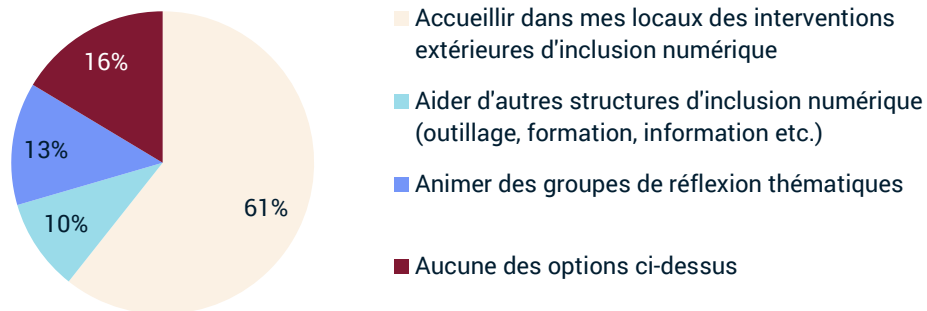 16%
13%
10%
61%
Accueillir dans mes locaux des interventions
extérieures d'inclusion numérique
Aider d'autres structures d'inclusion numérique
(outillage, formation, information etc.)
Animer des groupes de réflexion thématiques
Aucune des options ci-dessus